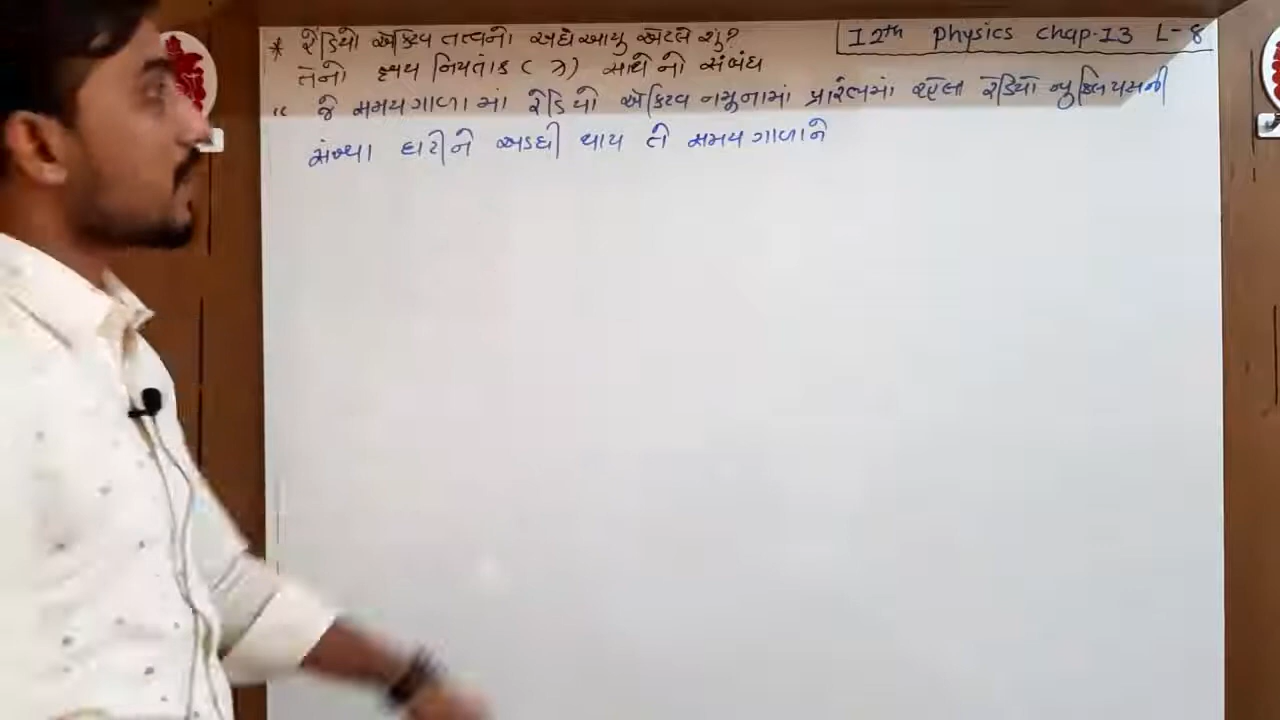 * રેડિયો એક્ટિવ તત્વનો અર્ધ આયુ એટલે શું?
12th Physics Chap-13 L-8
તેનો ક્ષય નિયતાંક (λ) સાથે નો સંબંધ
“ જે સમયગાળા માં રેડિયો એક્ટિવ નમૂનામાં પ્રારંભમાં રહેલા રેડિયો ન્યુક્લિયસની
સંખ્યા ઘટીને અડધી થાય તે સમયગાળાને